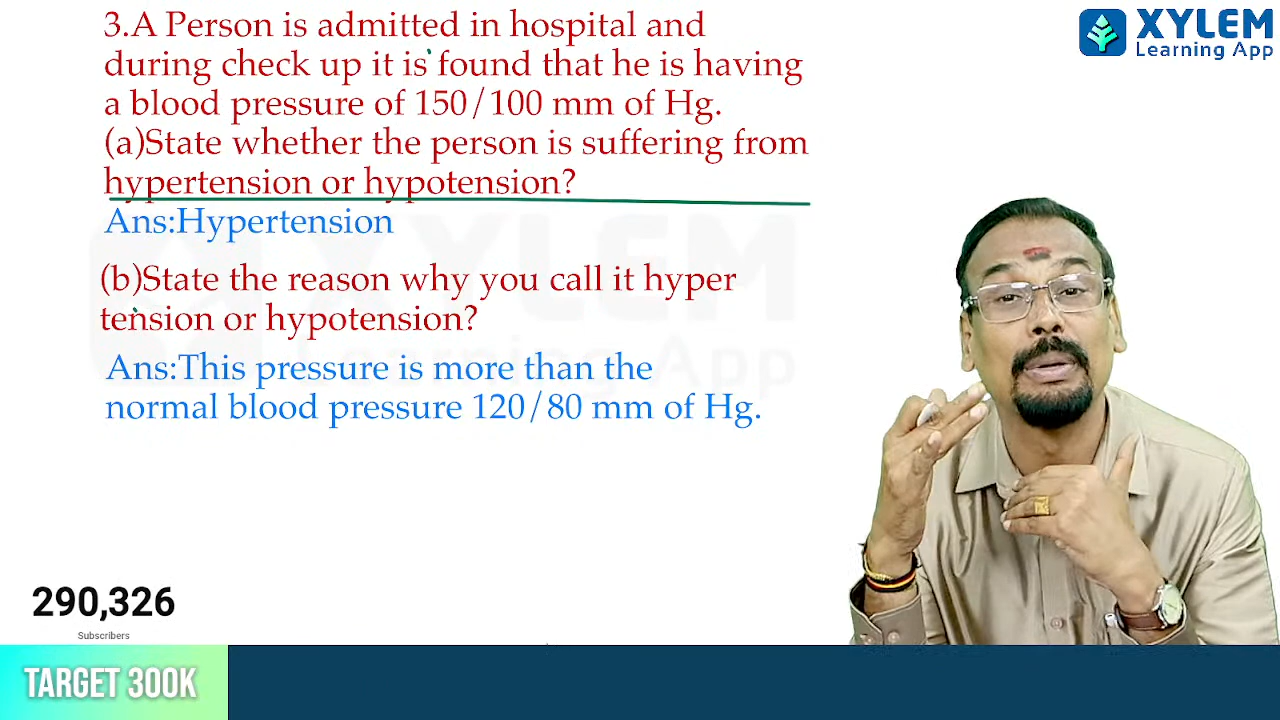 3.A Person is admitted in hospital and
during check up it is found that he is having
a blood pressure of 150/100 mm of Hg.
(a)State whether the person is suffering from
hypertension or hypotension?
Ans:Hypertension
(b)State the reason why you call it hyper
tension or hypotension?
Ans:This pressure is more than the
normal blood pressure 120/80 mm of Hg.
XYLEM
Learning App
XYLEM
Learning App
290,326
Subscribers
TARGET 300K